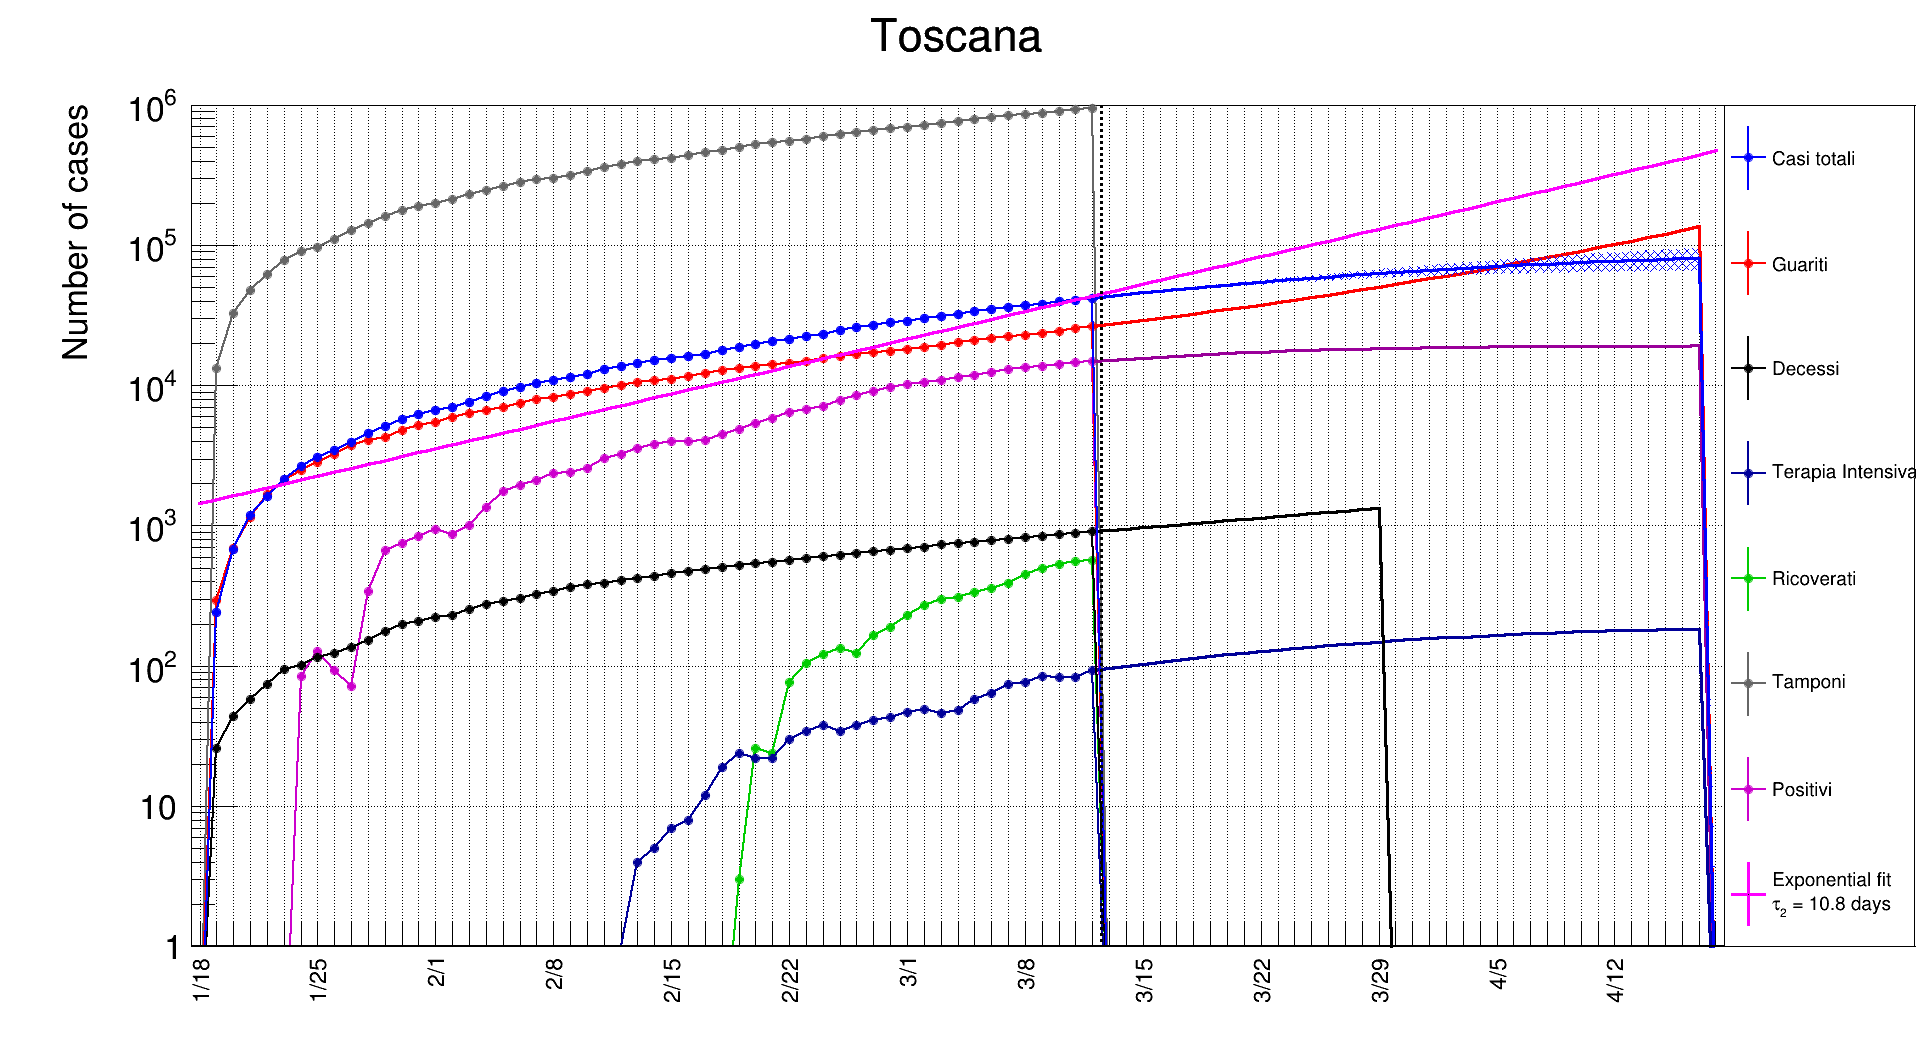 Toscana
Number of cases
10^6
10^5
10^4
10^3
10^2
10
1
1/18 1/25 2/1 2/8 2/15 2/22 3/1 3/8 3/15 3/22 3/29 4/5 4/12
Casi totali
Guariti
Decessi
Terapia Intensiva
Ricoverati
Tamponi
Positivi
Exponential fit
τ₂ = 10.8 days